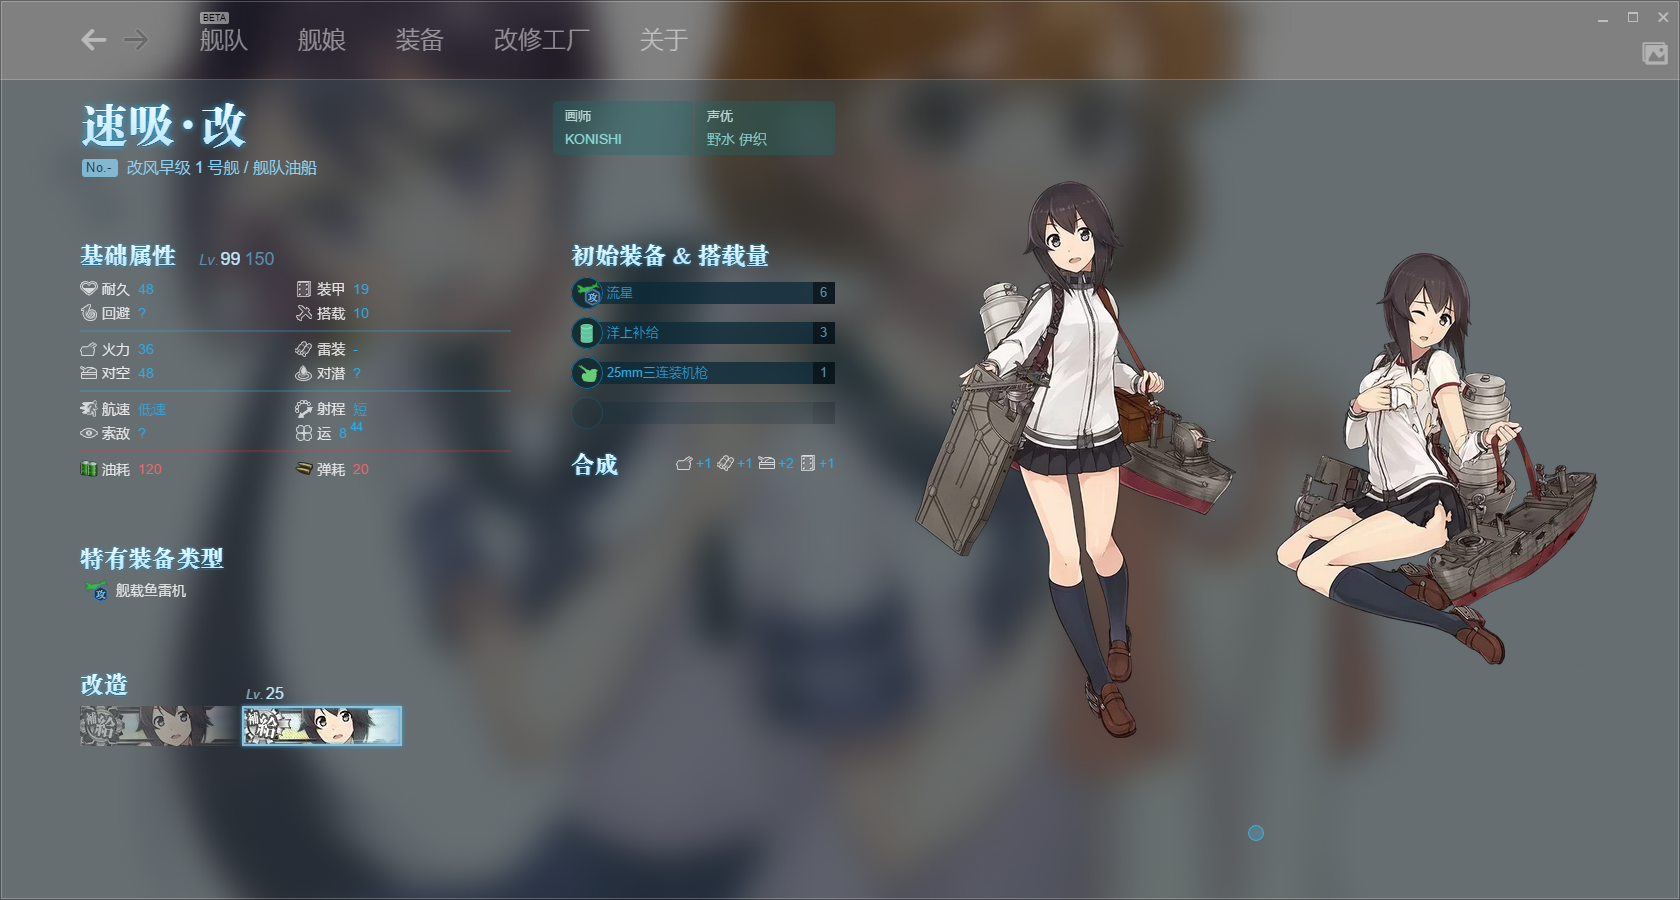 BETA
舰队 舰娘 装备 改修工厂 关于
速吸·改
No.- 改风早级 1 号舰 / 舰队油船
画师 声优
KONISHI 野水 伊织
基础属性 Lv.99 150
耐久 48 装甲 19
回避 ? 搭载 10
火力 36 雷装 -
对空 48 对潜 ?
航速 低速 射程 短
索敌 ? 运 8 44
油耗 120 弹耗 20
初始装备 & 搭载量
攻 流星 6
洋上补给 3
25mm三连装机枪 1
合成 +1 +1 +2 +1
特有装备类型
攻 舰载鱼雷机
改造
Lv.25
補給 補給